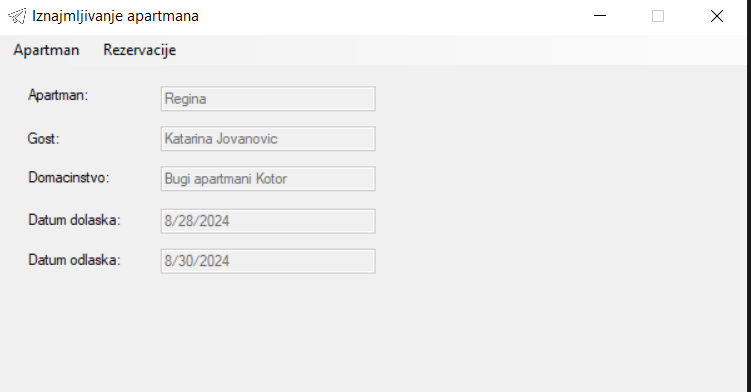 Iznajmljivanje apartmana
Apartman Rezervacije
Apartman: Regina
Gost: Katarina Jovanovic
Domacinstvo: Bugi apartmani Kotor
Datum dolaska: 8/28/2024
Datum odlaska: 8/30/2024